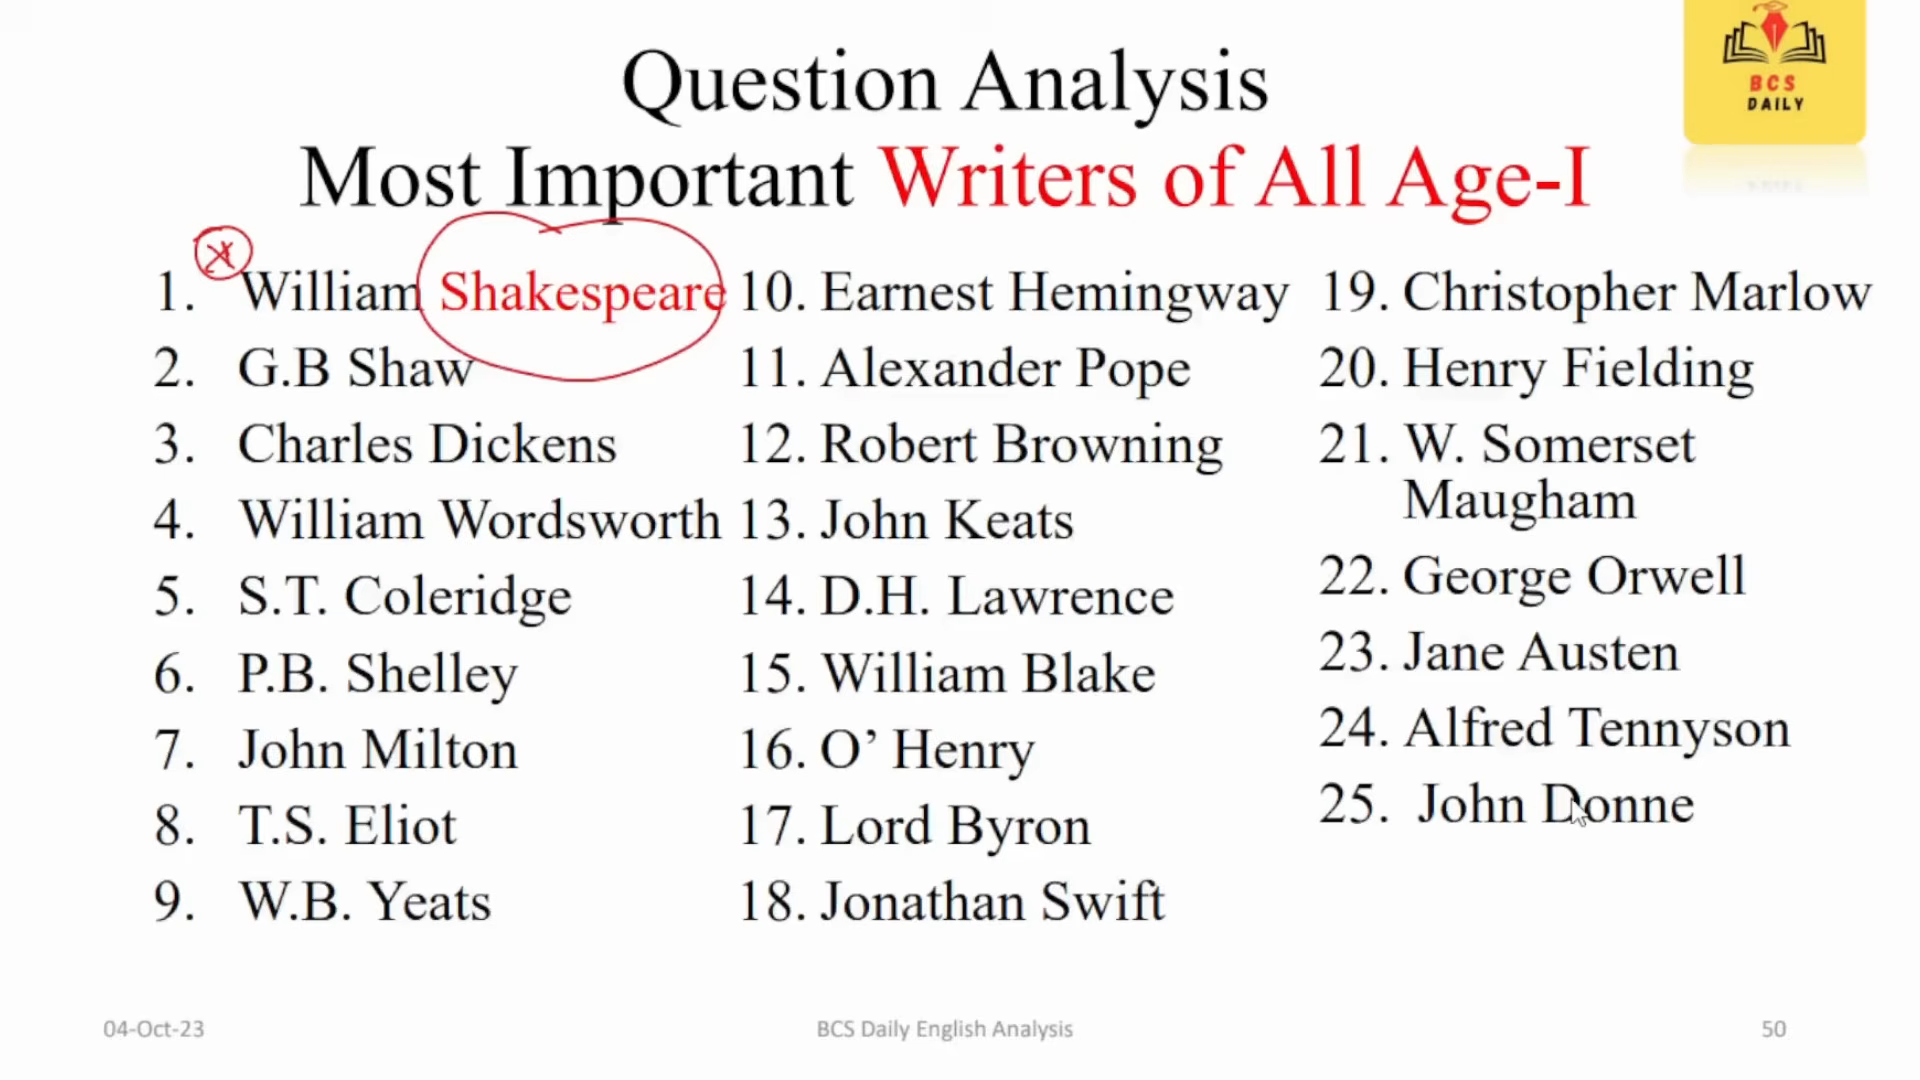 Question Analysis
Most Important Writers of All Age-I
BCS
DAILY
1. William Shakespeare
2. G.B Shaw
3. Charles Dickens
4. William Wordsworth
5. S.T. Coleridge
6. P.B. Shelley
7. John Milton
8. T.S. Eliot
9. W.B. Yeats
10. Earnest Hemingway
11. Alexander Pope
12. Robert Browning
13. John Keats
14. D.H. Lawrence
15. William Blake
16. O’ Henry
17. Lord Byron
18. Jonathan Swift
19. Christopher Marlow
20. Henry Fielding
21. W. Somerset
Maugham
22. George Orwell
23. Jane Austen
24. Alfred Tennyson
25. John Donne
04-Oct-23
BCS Daily English Analysis
50